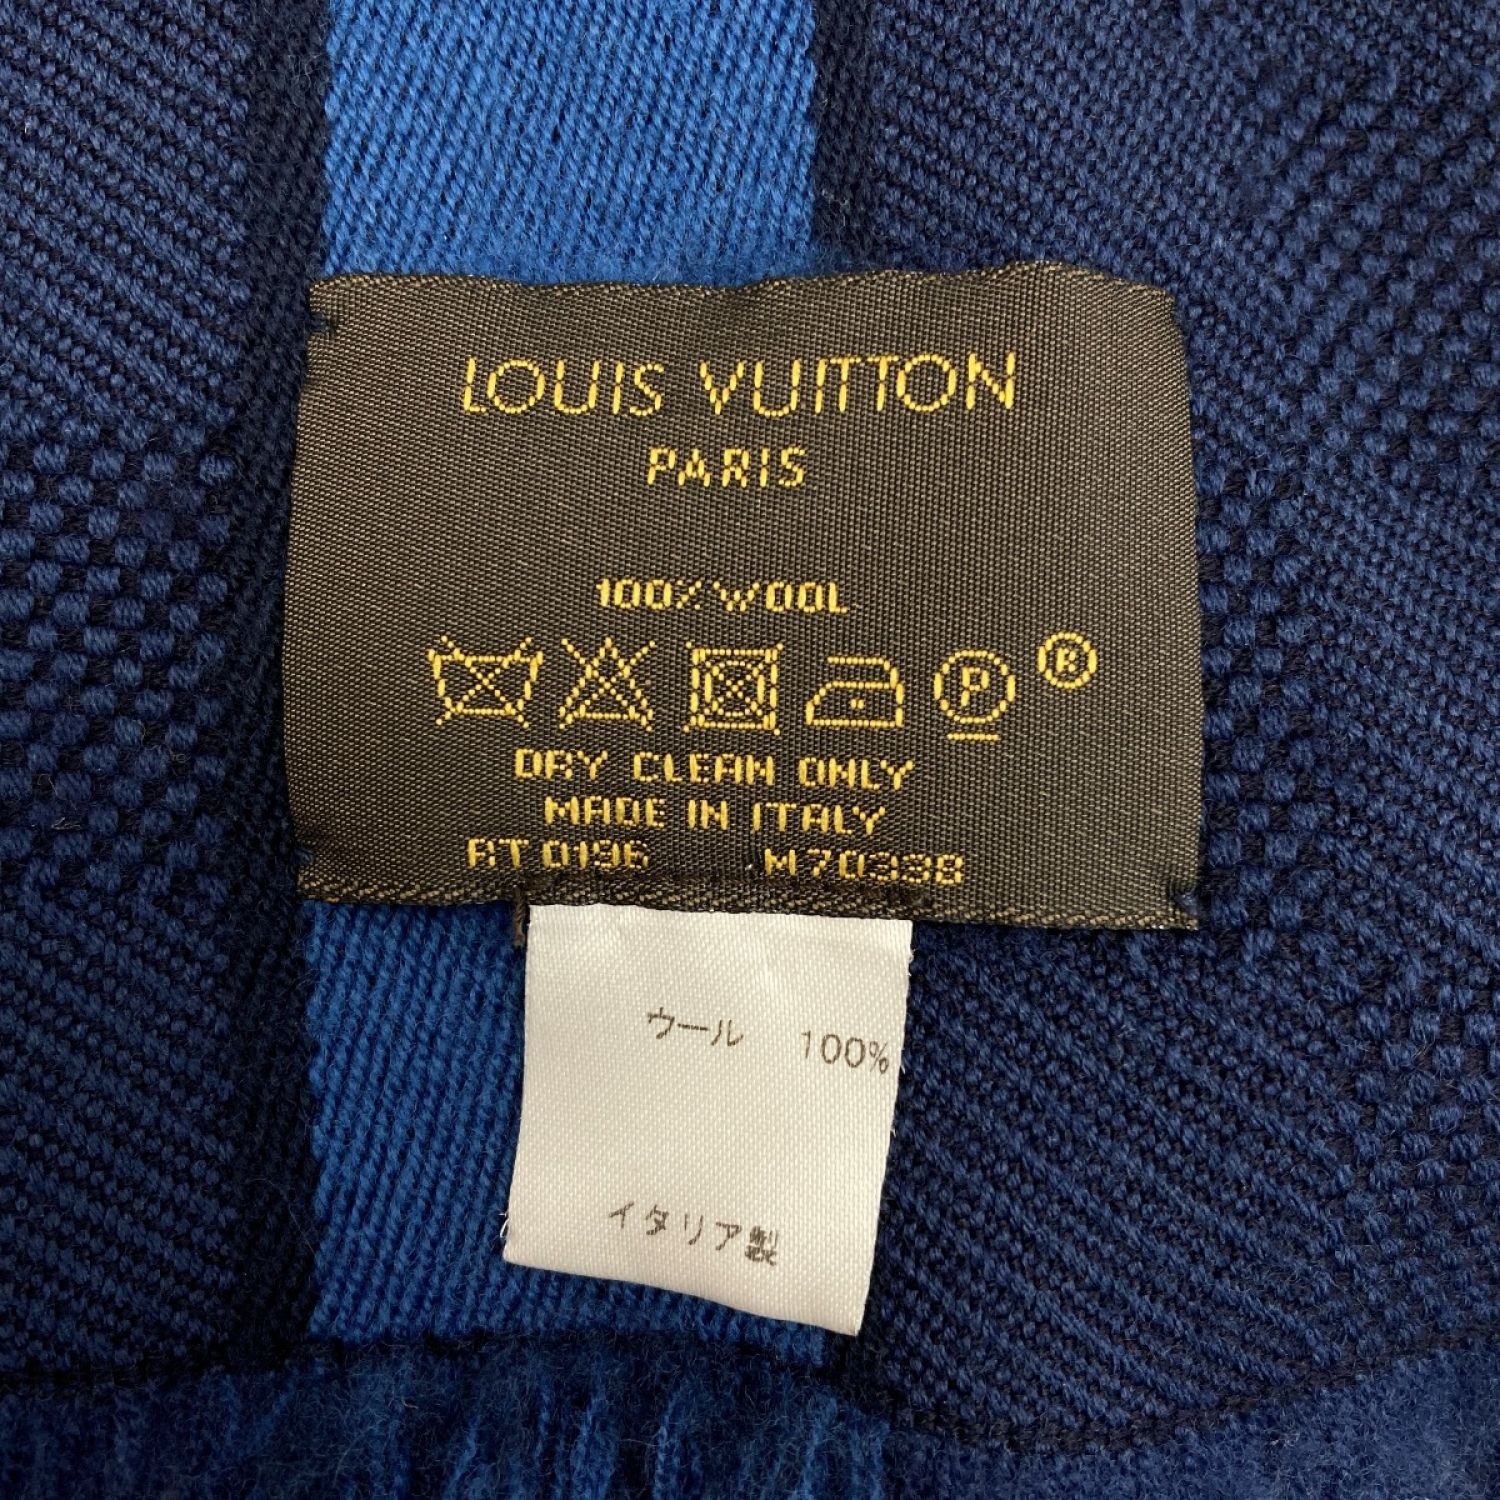 LOUIS VUITTON
PARIS
100% WOOL
P ®
DRY CLEAN ONLY
MADE IN ITALY
RT 0196 M70338
ウール 100%
イタリア製